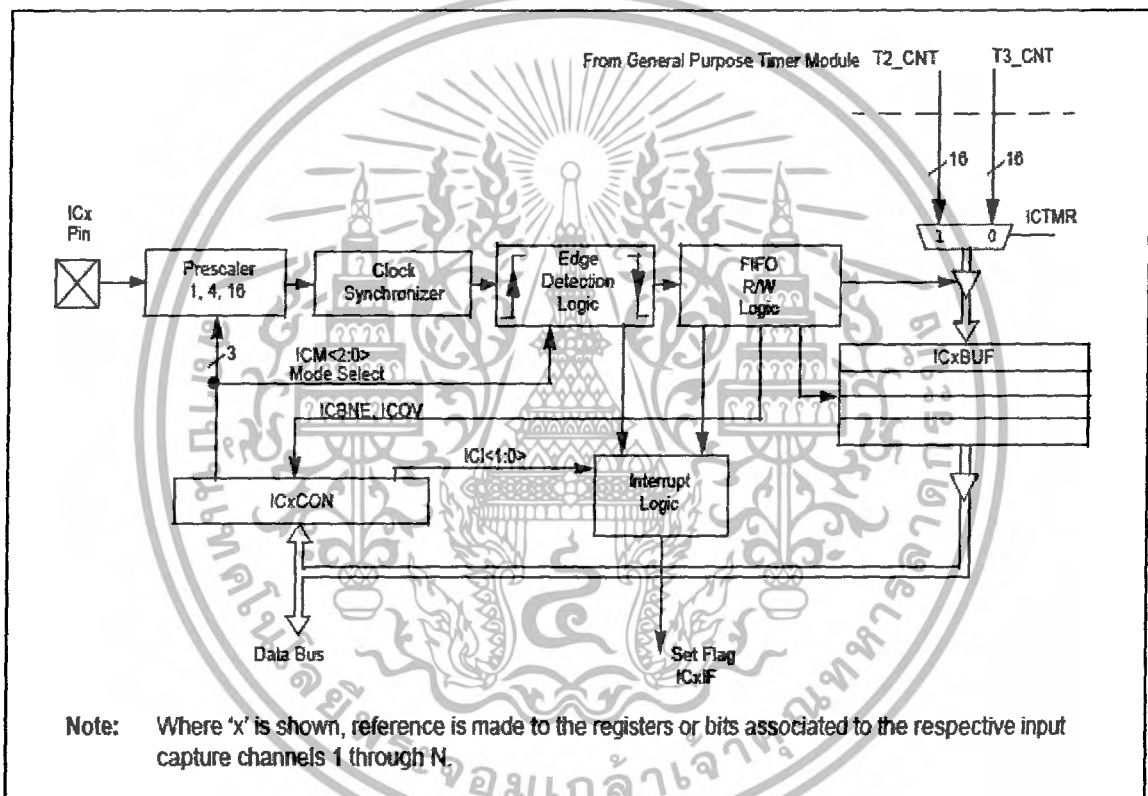 From General Purpose Timer Module T2_CNT T3_CNT
16 16
ICx
Pin
ICTMR
1 0
Prescaler
1, 4, 16
Clock
Synchronizer
Edge
Detection
Logic
FIFO
R/W
Logic
3
ICM<2:0>
Mode Select
ICxBUF
ICBNE, ICOV
ICI<1:0>
ICxCON
Interrupt
Logic
Data Bus
Set Flag
ICxIF
Note: Where 'x' is shown, reference is made to the registers or bits associated to the respective input
capture channels 1 through N.